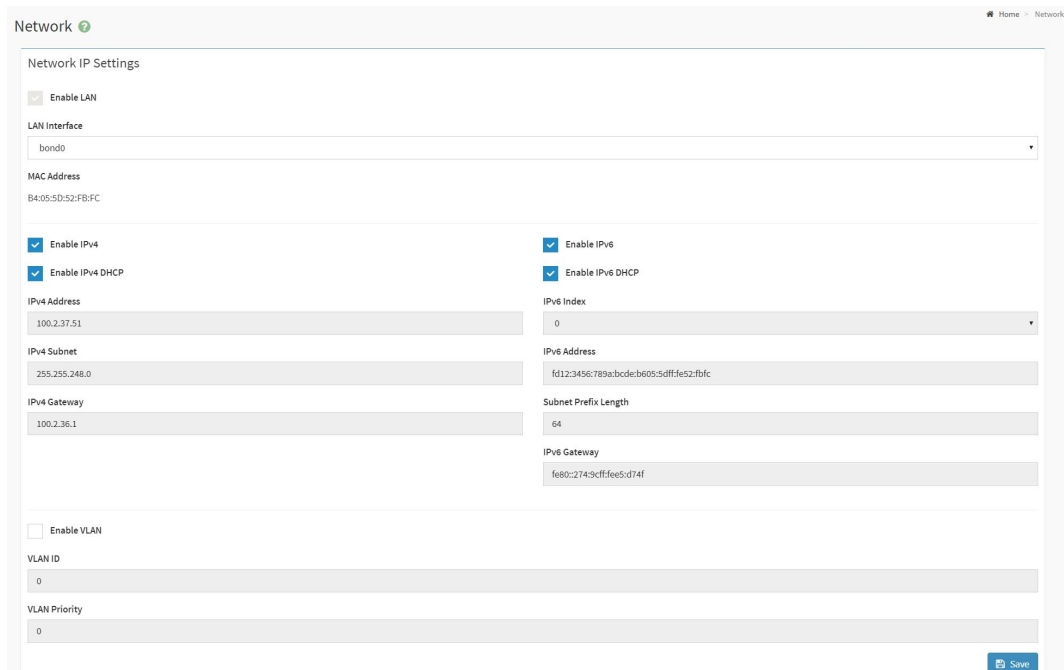 Home > Network
Network
Network IP Settings
Enable LAN
LAN Interface
bond0
MAC Address
B4:05:5D:52:FB:FC
Enable IPv4
Enable IPv6
Enable IPv4 DHCP
Enable IPv6 DHCP
IPv4 Address
IPv6 Index
100.2.37.51
0
IPv4 Subnet
IPv6 Address
255.255.248.0
fd12:3456:789a:bcde:b605:5dff:fe52:fbfc
IPv4 Gateway
Subnet Prefix Length
100.2.36.1
64
IPv6 Gateway
fe80::274:9cff:fee5:d74f
Enable VLAN
VLAN ID
0
VLAN Priority
0
Save